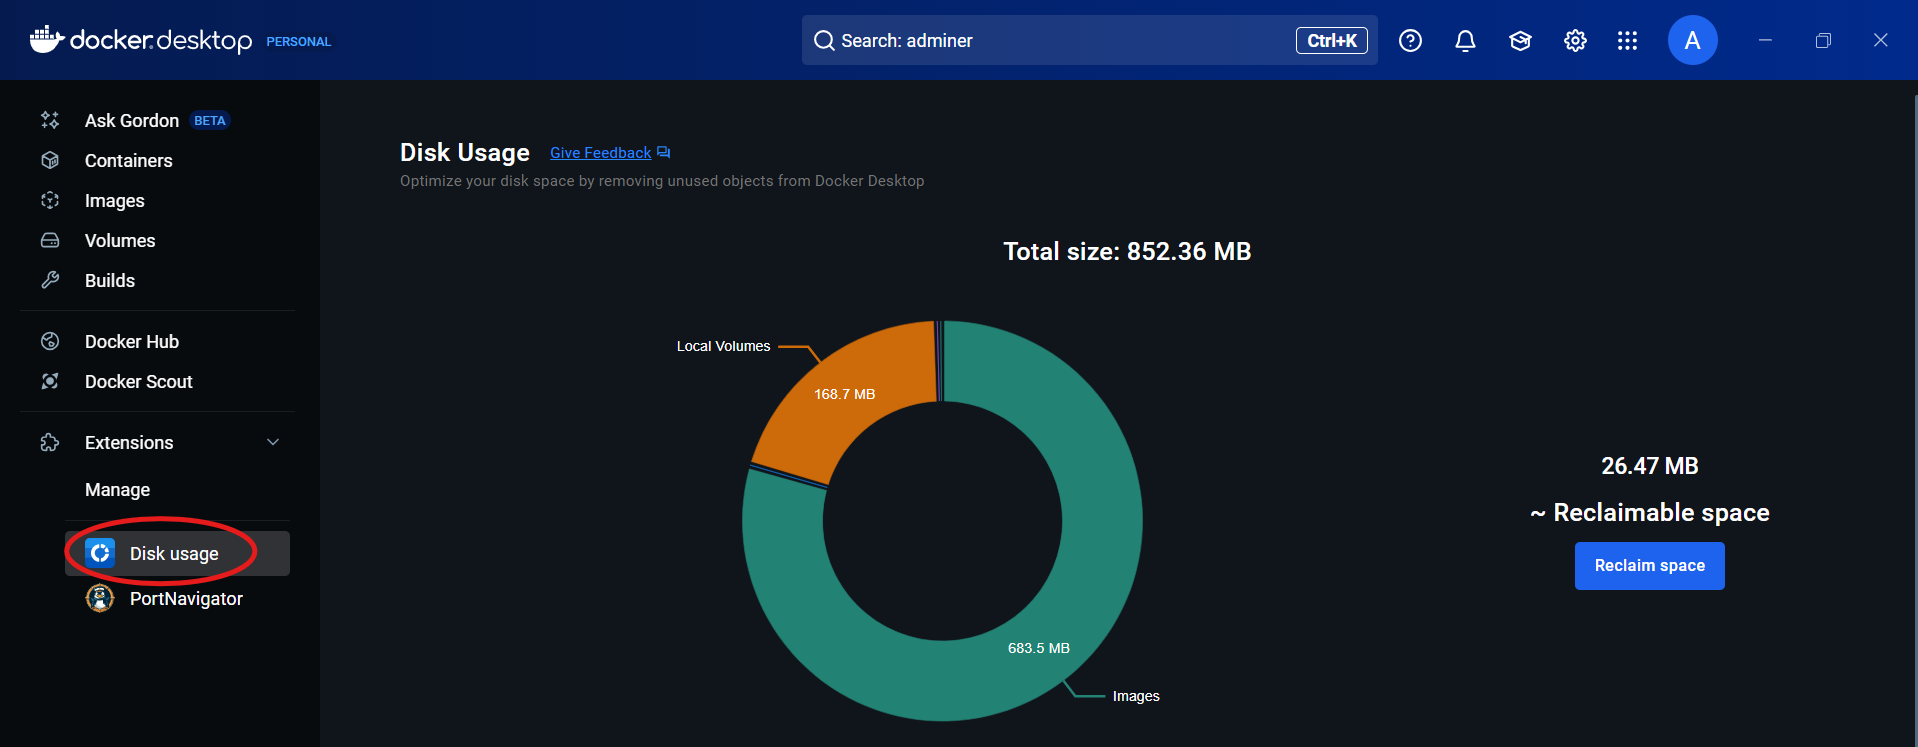 docker.desktop PERSONAL
Search: adminer
Ctrl+K
A
Ask Gordon BETA
Containers
Images
Volumes
Builds
Docker Hub
Docker Scout
Extensions
Manage
Disk usage
PortNavigator
Disk Usage Give Feedback
Optimize your disk space by removing unused objects from Docker Desktop
Total size: 852.36 MB
Local Volumes
168.7 MB
683.5 MB
Images
26.47 MB
~ Reclaimable space
Reclaim space